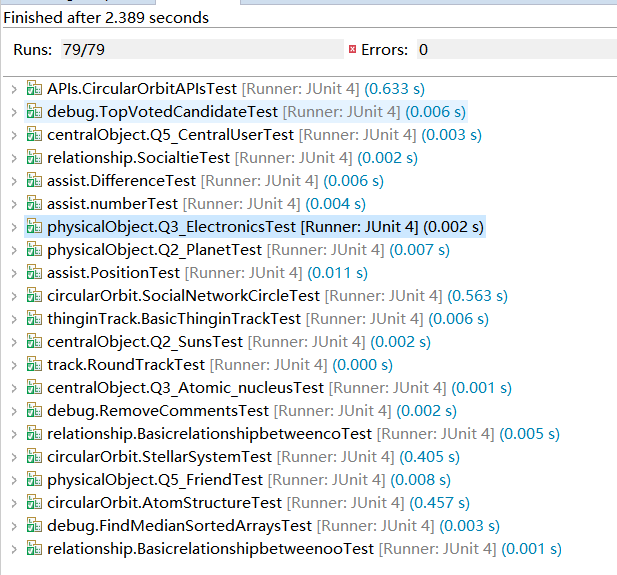 Finished after 2.389 seconds
Runs: 79/79 Errors: 0
APIs.CircularOrbitAPIsTest [Runner: JUnit 4] (0.633 s)
debug.TopVotedCandidateTest [Runner: JUnit 4] (0.006 s)
centralObject.Q5_CentralUserTest [Runner: JUnit 4] (0.003 s)
relationship.SocialtieTest [Runner: JUnit 4] (0.002 s)
assist.DifferenceTest [Runner: JUnit 4] (0.006 s)
assist.numberTest [Runner: JUnit 4] (0.004 s)
physicalObject.Q3_ElectronicsTest [Runner: JUnit 4] (0.002 s)
physicalObject.Q2_PlanetTest [Runner: JUnit 4] (0.007 s)
assist.PositionTest [Runner: JUnit 4] (0.011 s)
circularOrbit.SocialNetworkCircleTest [Runner: JUnit 4] (0.563 s)
thinginTrack.BasicThinginTrackTest [Runner: JUnit 4] (0.006 s)
centralObject.Q2_SunsTest [Runner: JUnit 4] (0.002 s)
track.RoundTrackTest [Runner: JUnit 4] (0.000 s)
centralObject.Q3_Atomic_nucleusTest [Runner: JUnit 4] (0.001 s)
debug.RemoveCommentsTest [Runner: JUnit 4] (0.002 s)
relationship.BasicrelationshipbetweencoTest [Runner: JUnit 4] (0.005 s)
circularOrbit.StellarSystemTest [Runner: JUnit 4] (0.405 s)
physicalObject.Q5_FriendTest [Runner: JUnit 4] (0.008 s)
circularOrbit.AtomStructureTest [Runner: JUnit 4] (0.457 s)
debug.FindMedianSortedArraysTest [Runner: JUnit 4] (0.003 s)
relationship.BasicrelationshipbetweenooTest [Runner: JUnit 4] (0.001 s)